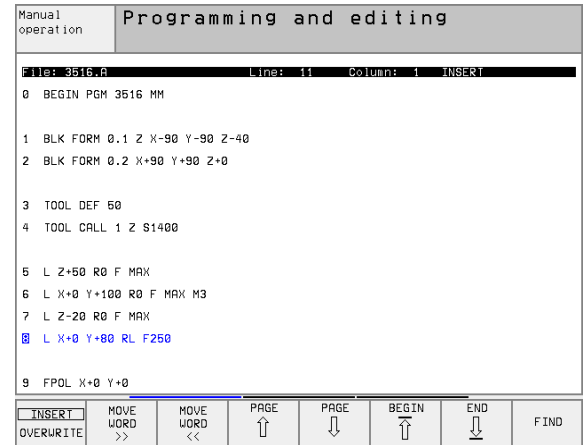 Manual
operation
Programming and editing
File: 3516.A Line: 11 Column: 1 INSERT
0 BEGIN PGM 3516 MM
1 BLK FORM 0.1 Z X-90 Y-90 Z-40
2 BLK FORM 0.2 X+90 Y+90 Z+0
3 TOOL DEF 50
4 TOOL CALL 1 Z S1400
5 L Z+50 R0 F MAX
6 L X+0 Y+100 R0 F MAX M3
7 L Z-20 R0 F MAX
8 L X+0 Y+80 RL F250
9 FPOL X+0 Y+0
INSERT
OVERWRITE
MOVE
WORD
>>
MOVE
WORD
<<
PAGE
PAGE
BEGIN
END
FIND